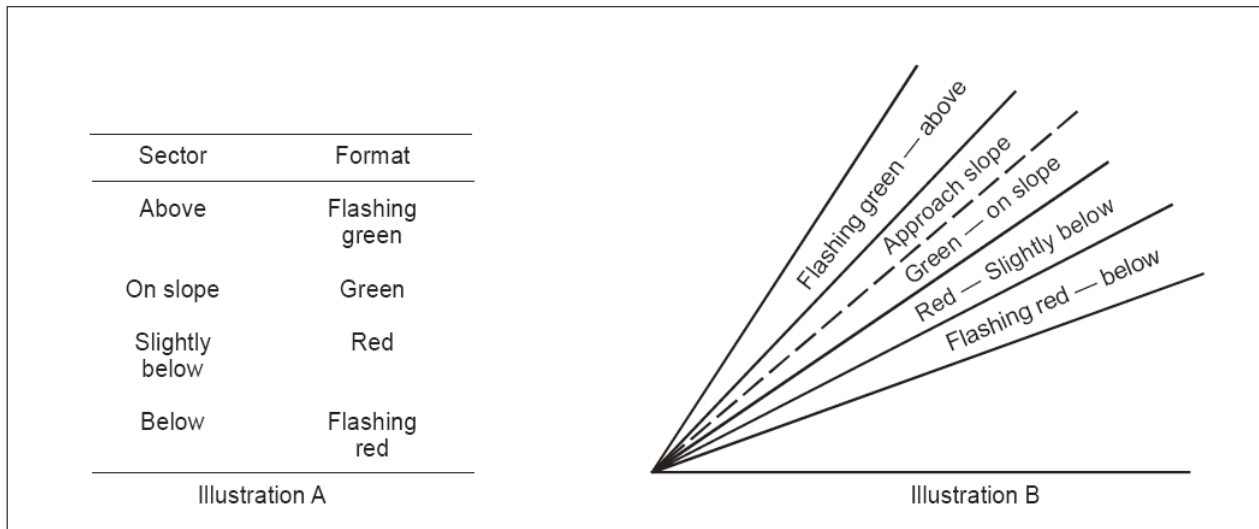 Sector Format
Above Flashing
green
On slope Green
Slightly Red
below
Below Flashing
red
Illustration A
Flashing green — above
Approach slope
Green — on slope
Red — Slightly below
Flashing red — below
Illustration B